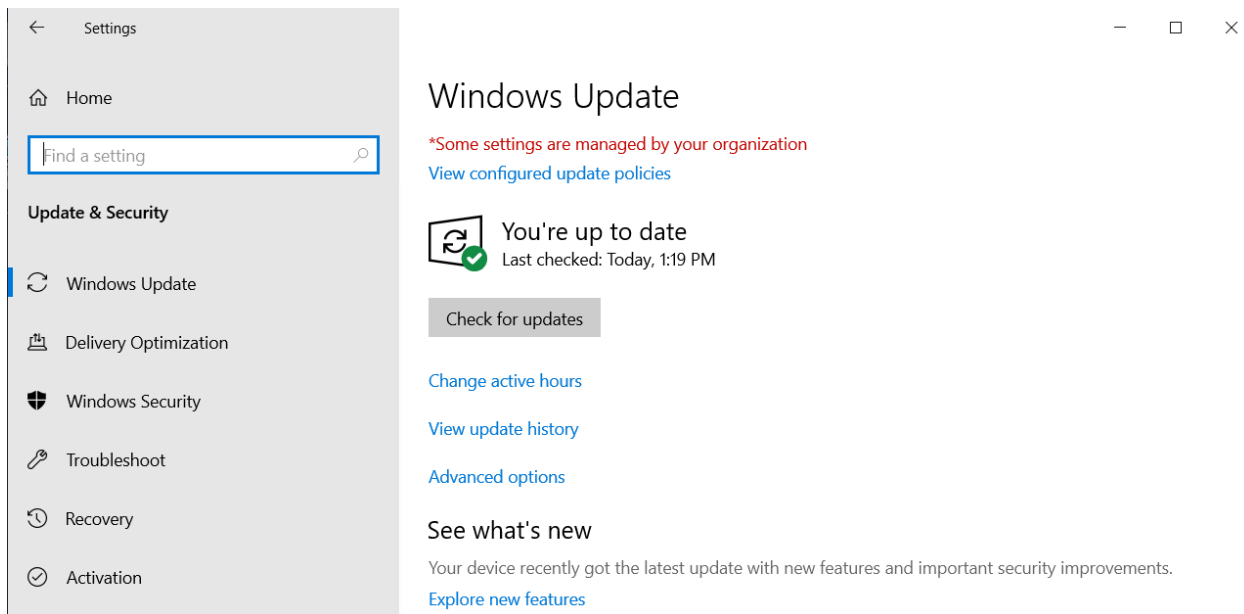 Settings
Home
Find a setting
Update & Security
Windows Update
Delivery Optimization
Windows Security
Troubleshoot
Recovery
Activation
Windows Update
*Some settings are managed by your organization
View configured update policies
You're up to date
Last checked: Today, 1:19 PM
Check for updates
Change active hours
View update history
Advanced options
See what's new
Your device recently got the latest update with new features and important security improvements.
Explore new features